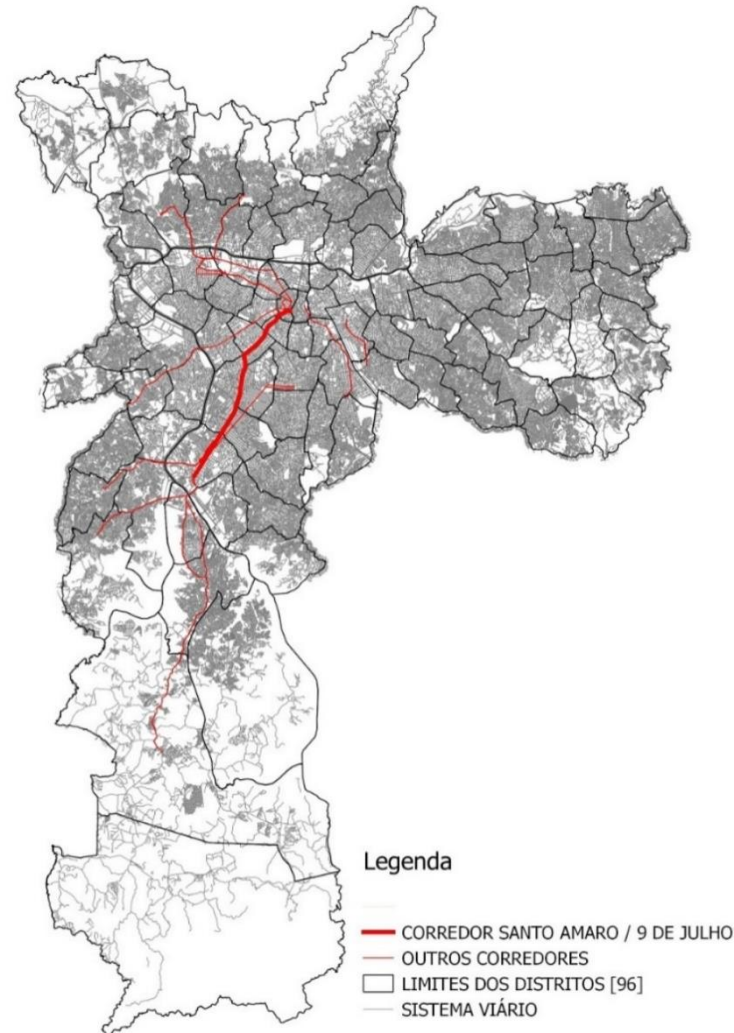 Legenda
CORREDOR SANTO AMARO / 9 DE JULHO
OUTROS CORREDORES
LIMITES DOS DISTRITOS [96]
SISTEMA VIÁRIO